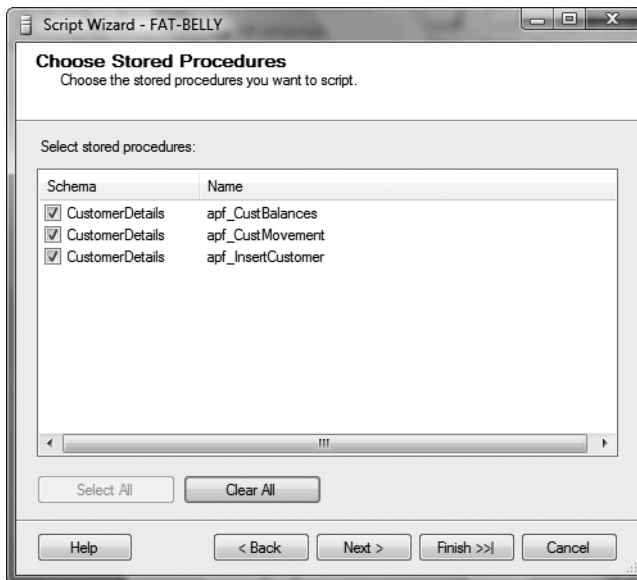 Script Wizard - FAT-BELLY
Choose Stored Procedures
Choose the stored procedures you want to script.
Select stored procedures:
Schema Name
CustomerDetails apf_CustBalances
CustomerDetails apf_CustMovement
CustomerDetails apf_InsertCustomer
Select All Clear All
Help < Back Next > Finish >>| Cancel